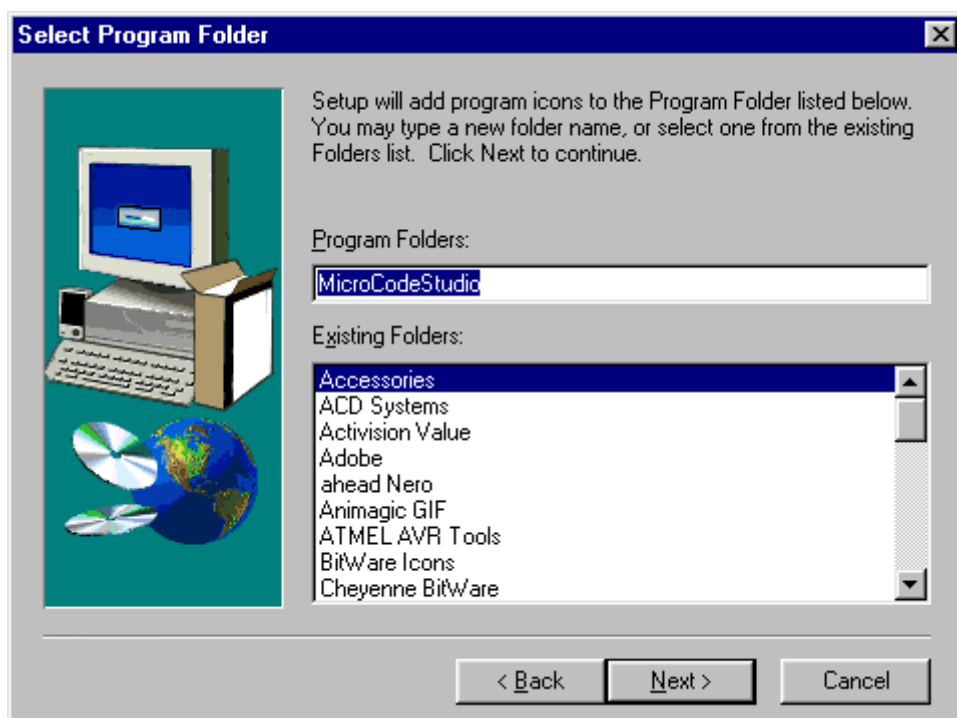 Select Program Folder
Setup will add program icons to the Program Folder listed below.
You may type a new folder name, or select one from the existing
Folders list. Click Next to continue.
Program Folders:
MicroCodeStudio
Existing Folders:
Accessories
ACD Systems
Activision Value
Adobe
ahead Nero
Animagic GIF
ATMEL AVR Tools
BitWare Icons
Cheyenne BitWare
< Back
Next >
Cancel